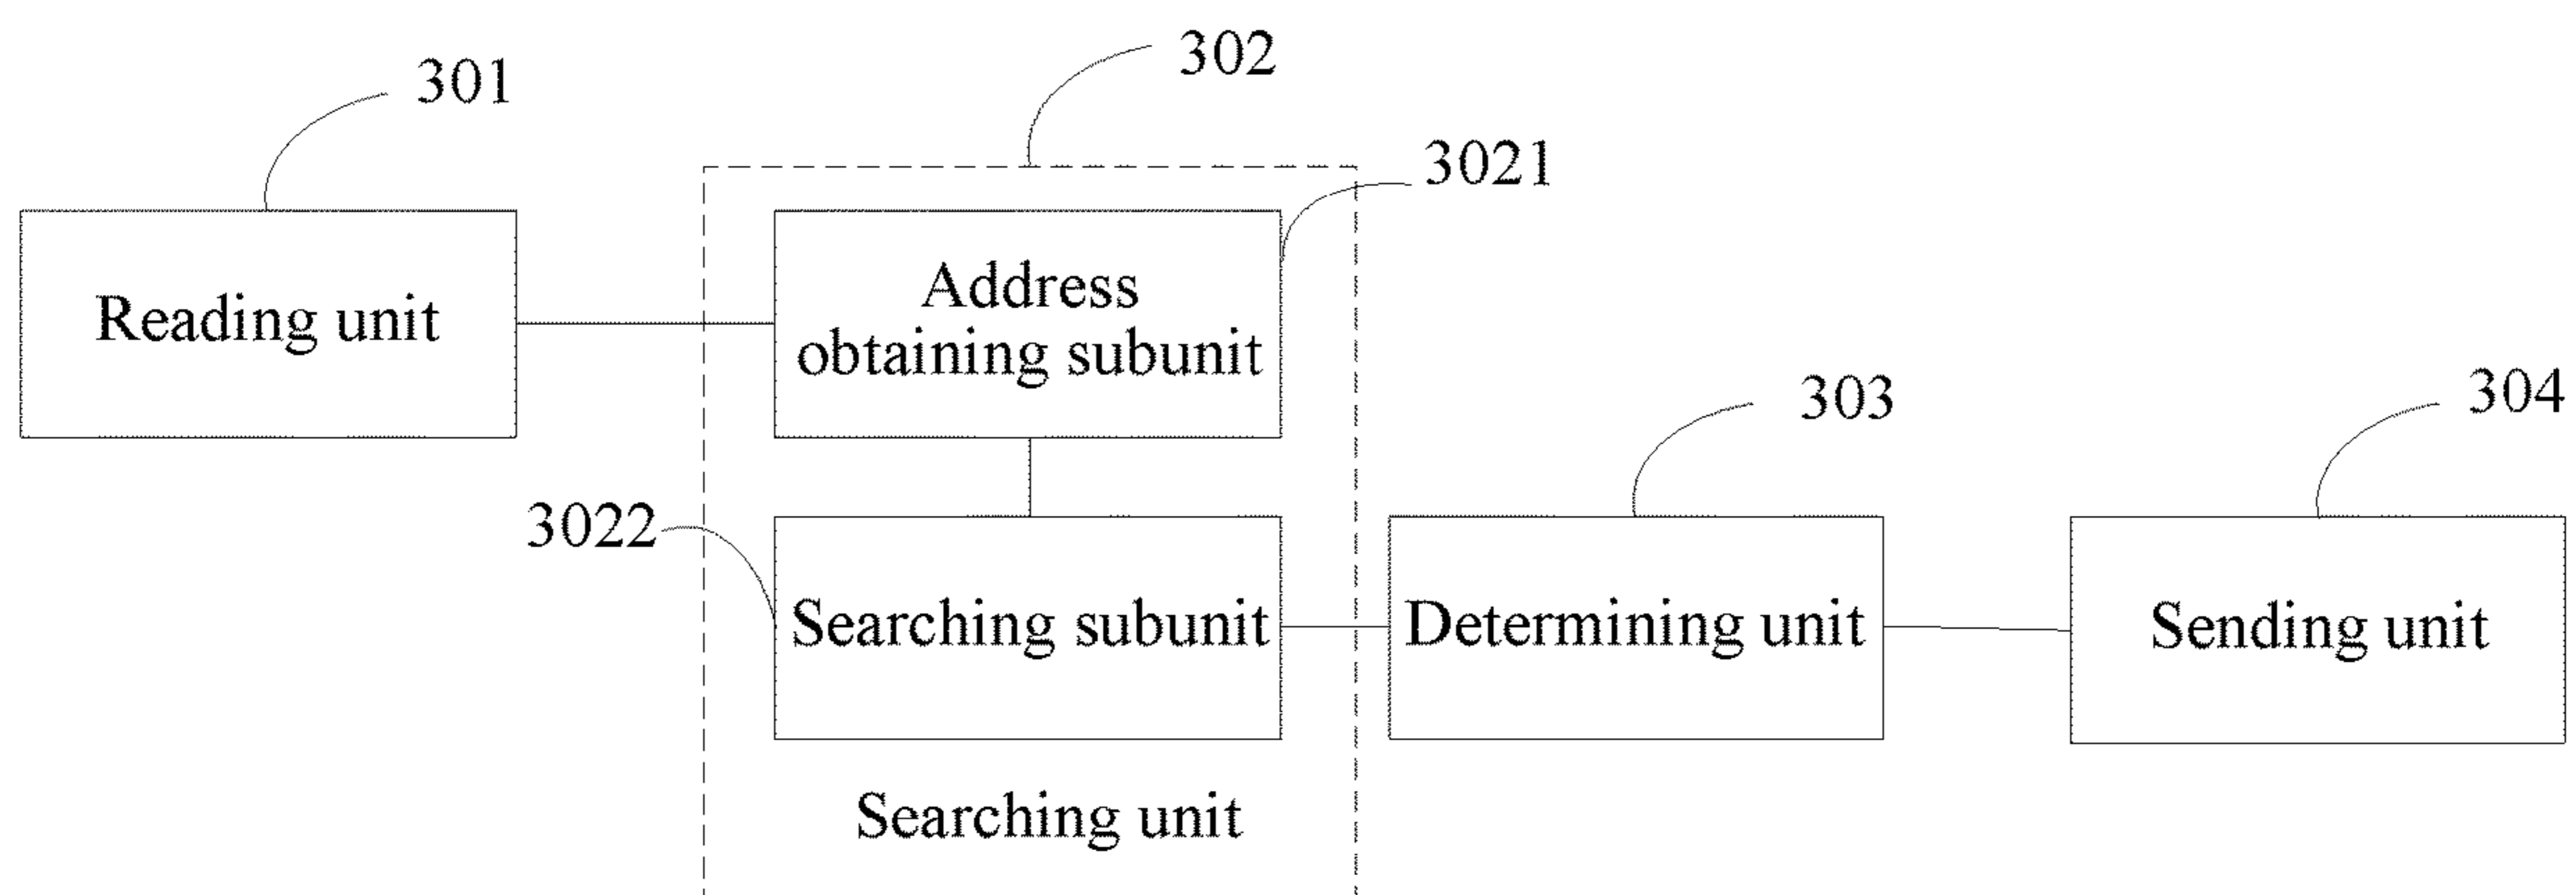 302
301
3021
Reading unit
Address
obtaining subunit
303
304
3022
Searching subunit
Determining unit
Sending unit
Searching unit